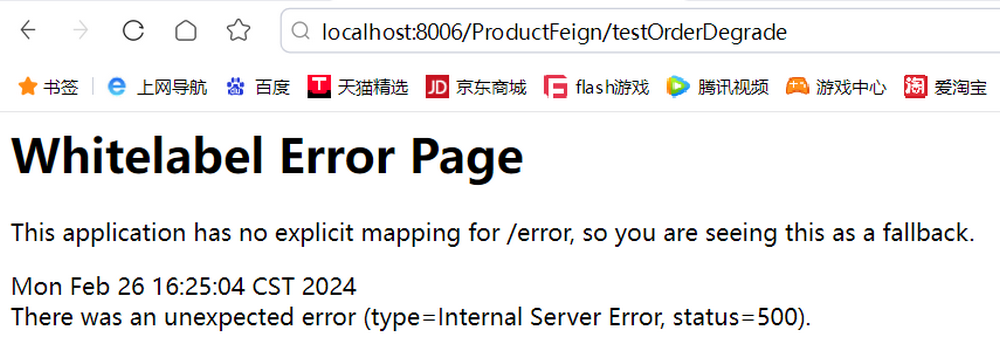 localhost:8006/ProductFeign/testOrderDegrade
书签 上网导航 百度 T 天猫精选 JD 京东商城 flash游戏 腾讯视频 游戏中心 淘 爱淘宝
Whitelabel Error Page
This application has no explicit mapping for /error, so you are seeing this as a fallback.
Mon Feb 26 16:25:04 CST 2024
There was an unexpected error (type=Internal Server Error, status=500).